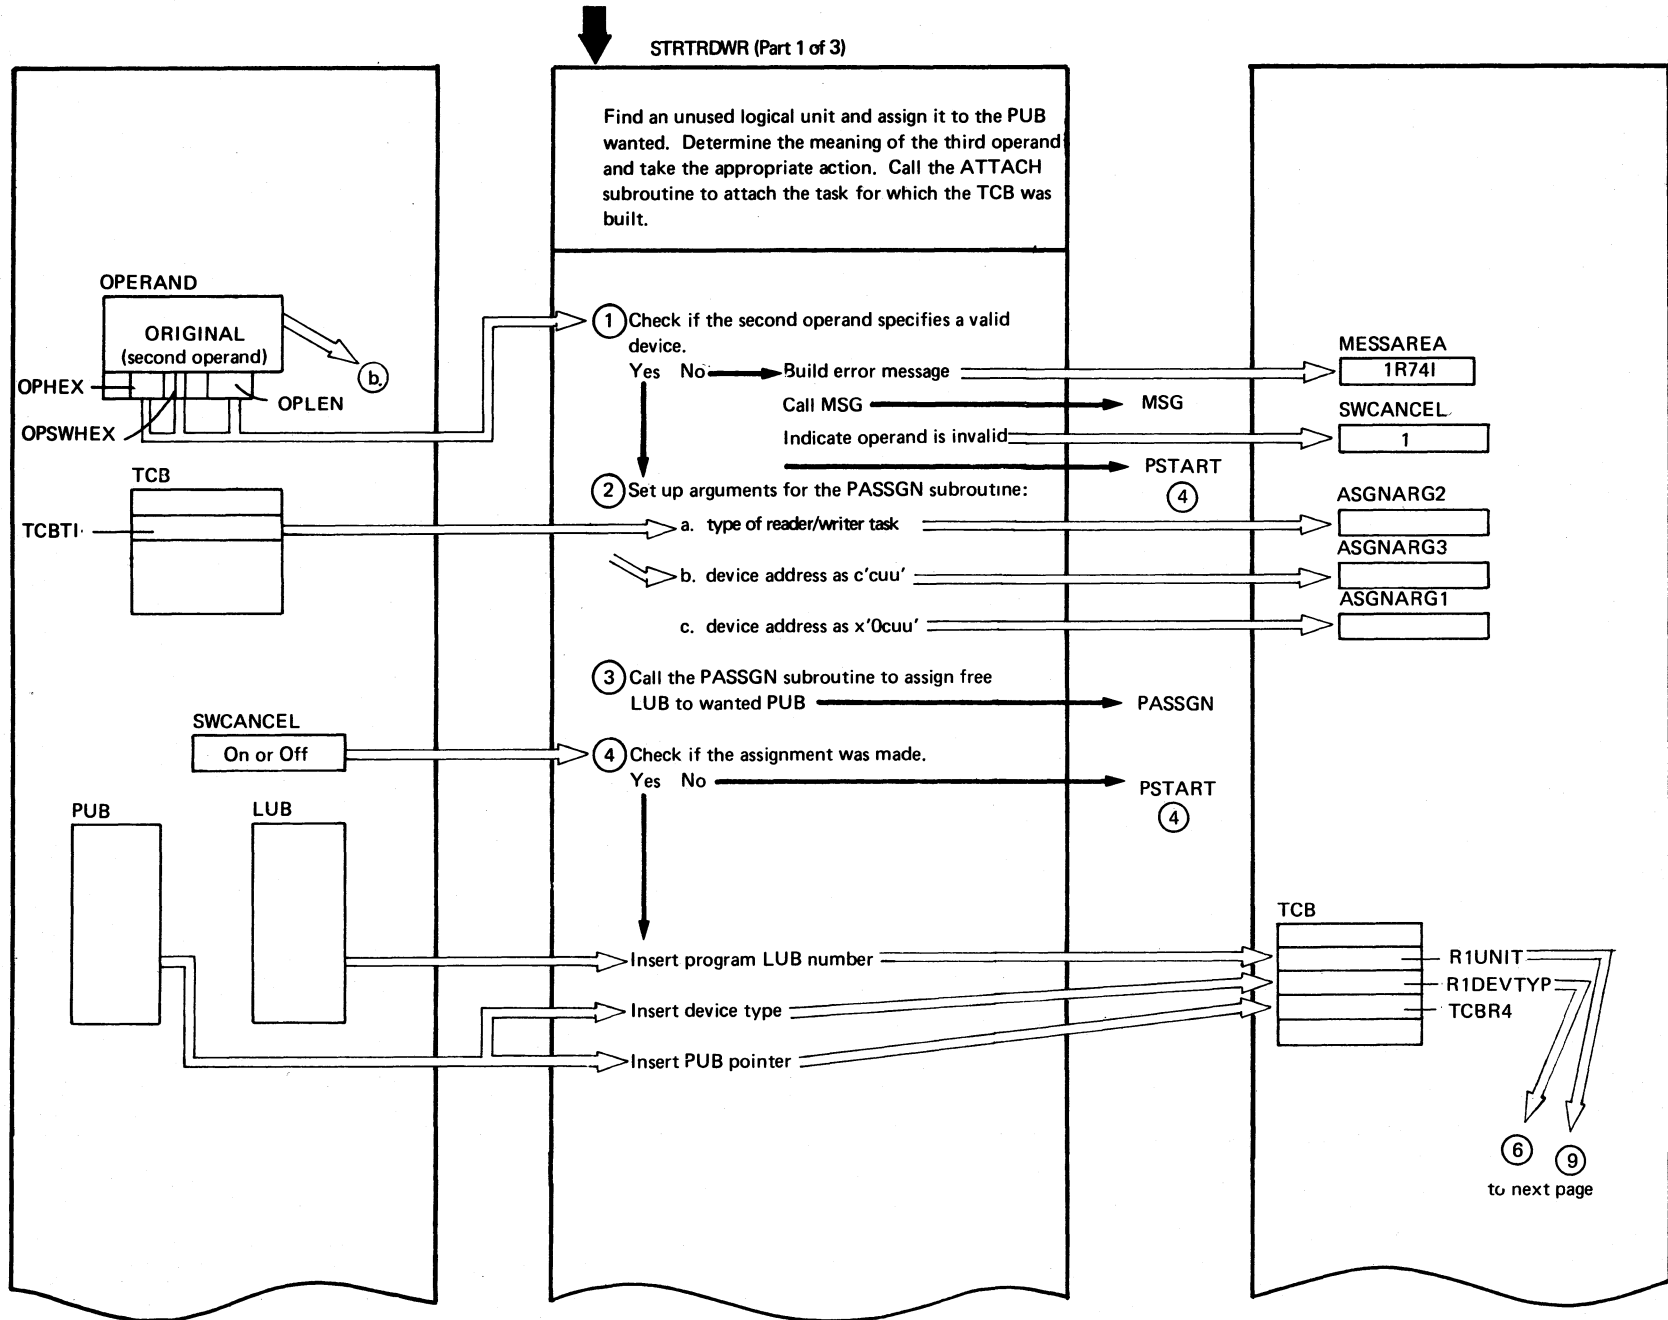 STRTRDWR (Part 1 of 3)
Find an unused logical unit and assign it to the PUB
wanted. Determine the meaning of the third operand
and take the appropriate action. Call the ATTACH
subroutine to attach the task for which the TCB was
built.
OPERAND
ORIGINAL
(second operand)
OPHEX
OPLEN
OPSWHEX
b.
1 Check if the second operand specifies a valid
device.
Yes No Build error message
Call MSG MSG
Indicate operand is invalid
PSTART
4
MESSAREA
1R74I
SWCANCEL
1
TCB
TCBTI
2 Set up arguments for the PASSGN subroutine:
a. type of reader/writer task
b. device address as c'cuu'
c. device address as x'0cuu'
ASGNARG2
ASGNARG3
ASGNARG1
3 Call the PASSGN subroutine to assign free
LUB to wanted PUB PASSGN
SWCANCEL
On or Off
4 Check if the assignment was made.
Yes No
PSTART
4
PUB
LUB
Insert program LUB number
Insert device type
Insert PUB pointer
TCB
R1UNIT
R1DEVTYP
TCBR4
6
9
to next page